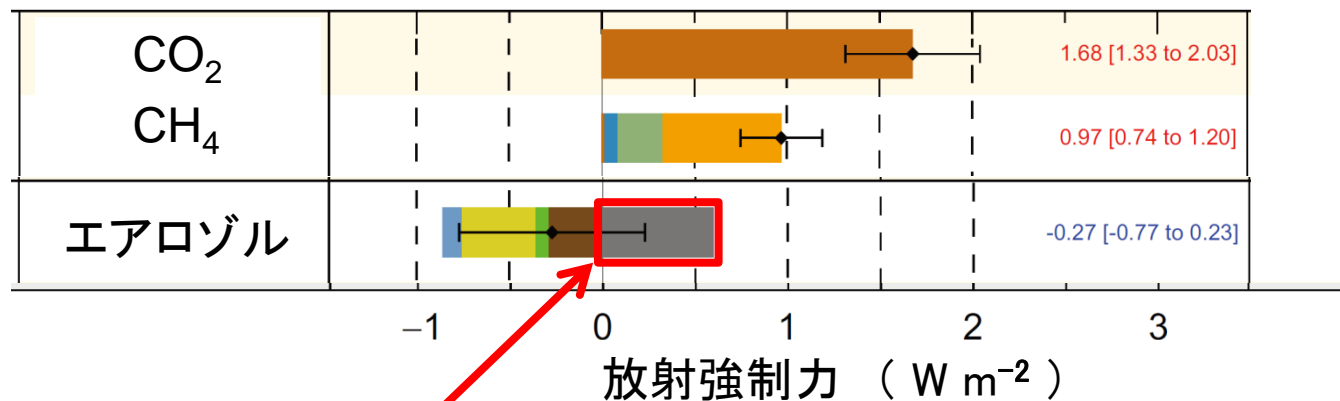 CO₂ 1.68 [1.33 to 2.03]
CH₄ 0.97 [0.74 to 1.20]
エアロゾル -0.27 [-0.77 to 0.23]
−1 0 1 2 3
放射強制力 （ W m⁻² ）